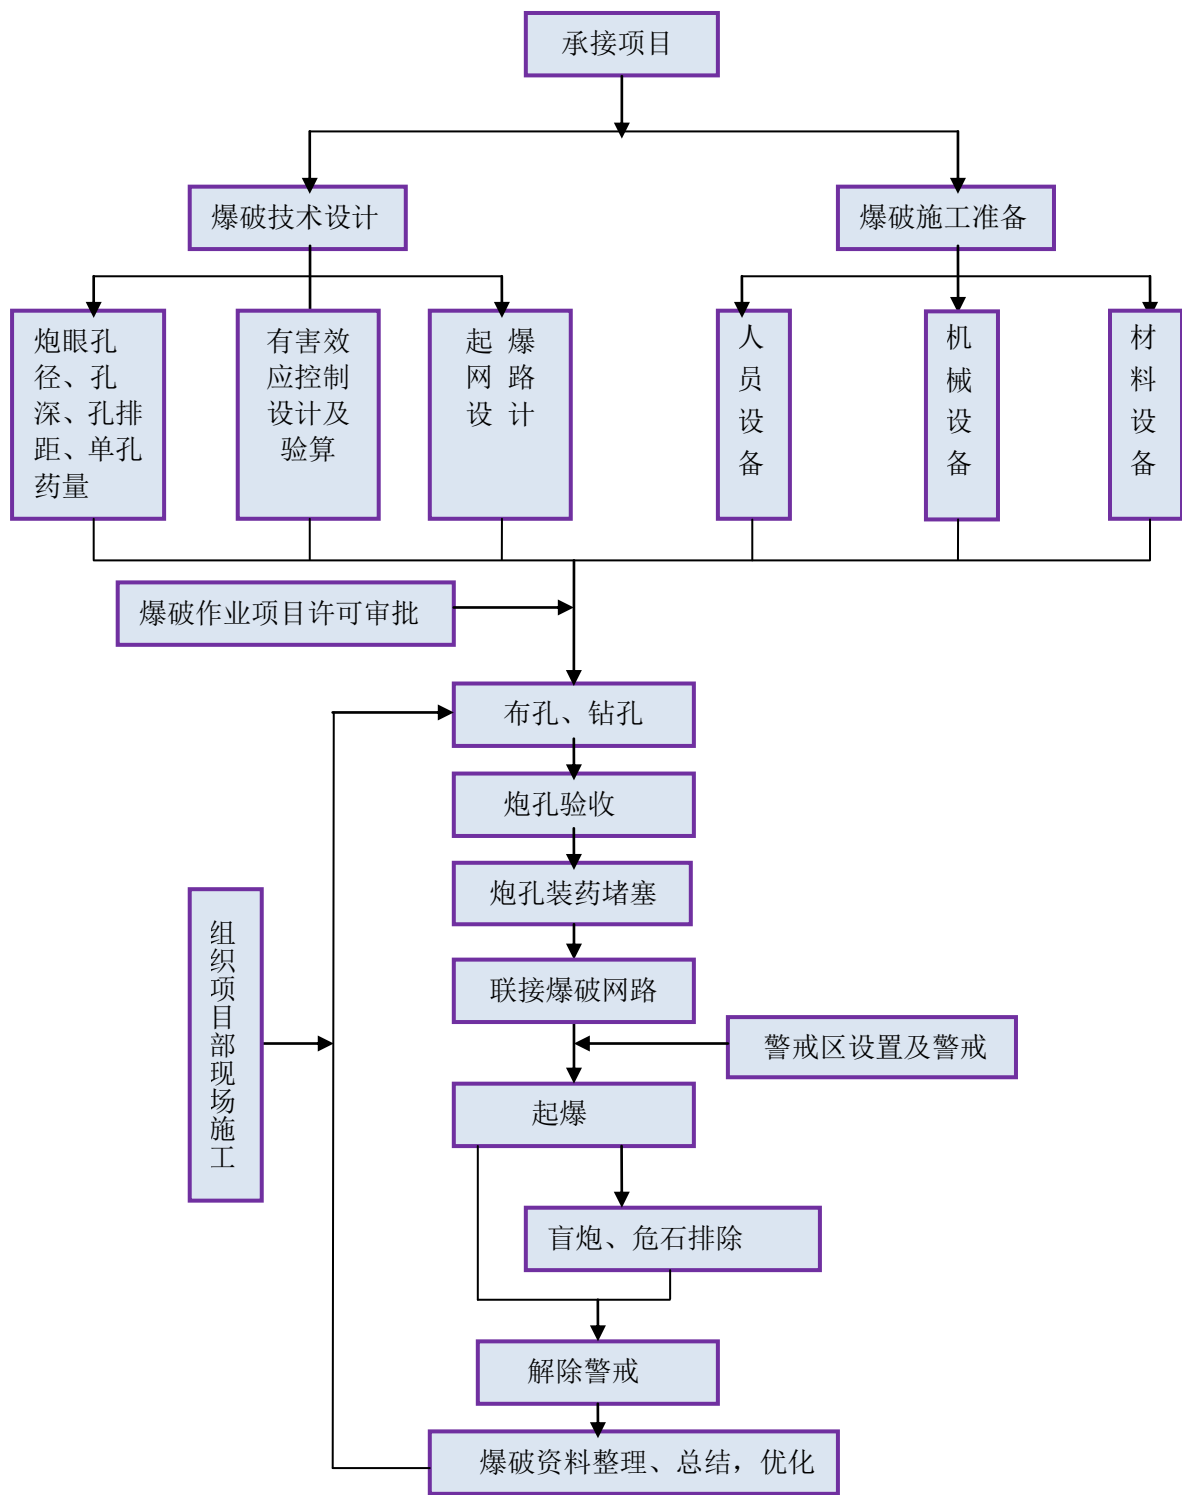 承接项目
爆破技术设计
爆破施工准备
炮眼孔
径、孔
深、孔排
距、单孔
药量
有害效
应控制
设计及
验算
起 爆
网 路
设 计
人
员
设
备
机
械
设
备
材
料
设
备
爆破作业项目许可审批
布孔、钻孔
炮孔验收
炮孔装药堵塞
组织项目部现场施工
联接爆破网路
警戒区设置及警戒
起爆
盲炮、危石排除
解除警戒
爆破资料整理、总结，优化